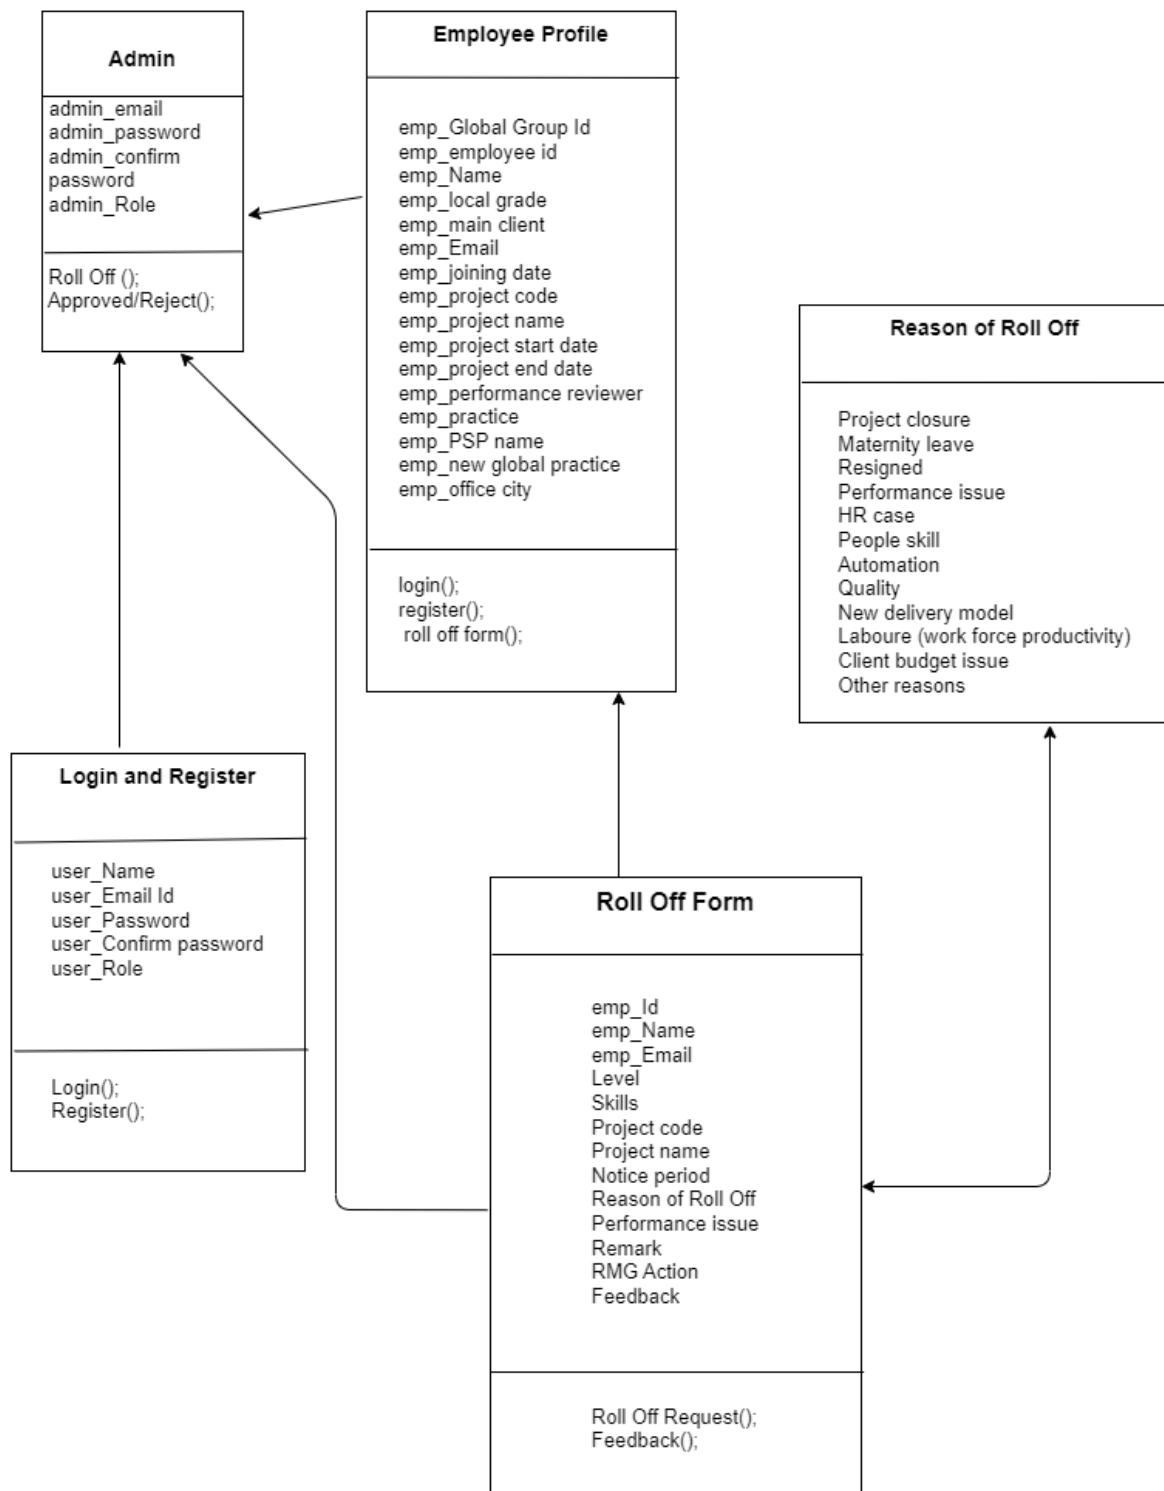 Admin
admin_email
admin_password
admin_confirm
password
admin_Role
Roll Off ();
Approved/Reject();
Employee Profile
emp_Global Group Id
emp_employee id
emp_Name
emp_local grade
emp_main client
emp_Email
emp_joining date
emp_project code
emp_project name
emp_project start date
emp_project end date
emp_performance reviewer
emp_practice
emp_PSP name
emp_new global practice
emp_office city
login();
register();
roll off form();
Reason of Roll Off
Project closure
Maternity leave
Resigned
Performance issue
HR case
People skill
Automation
Quality
New delivery model
Laboure (work force productivity)
Client budget issue
Other reasons
Login and Register
user_Name
user_Email Id
user_Password
user_Confirm password
user_Role
Login();
Register();
Roll Off Form
emp_Id
emp_Name
emp_Email
Level
Skills
Project code
Project name
Notice period
Reason of Roll Off
Performance issue
Remark
RMG Action
Feedback
Roll Off Request();
Feedback();